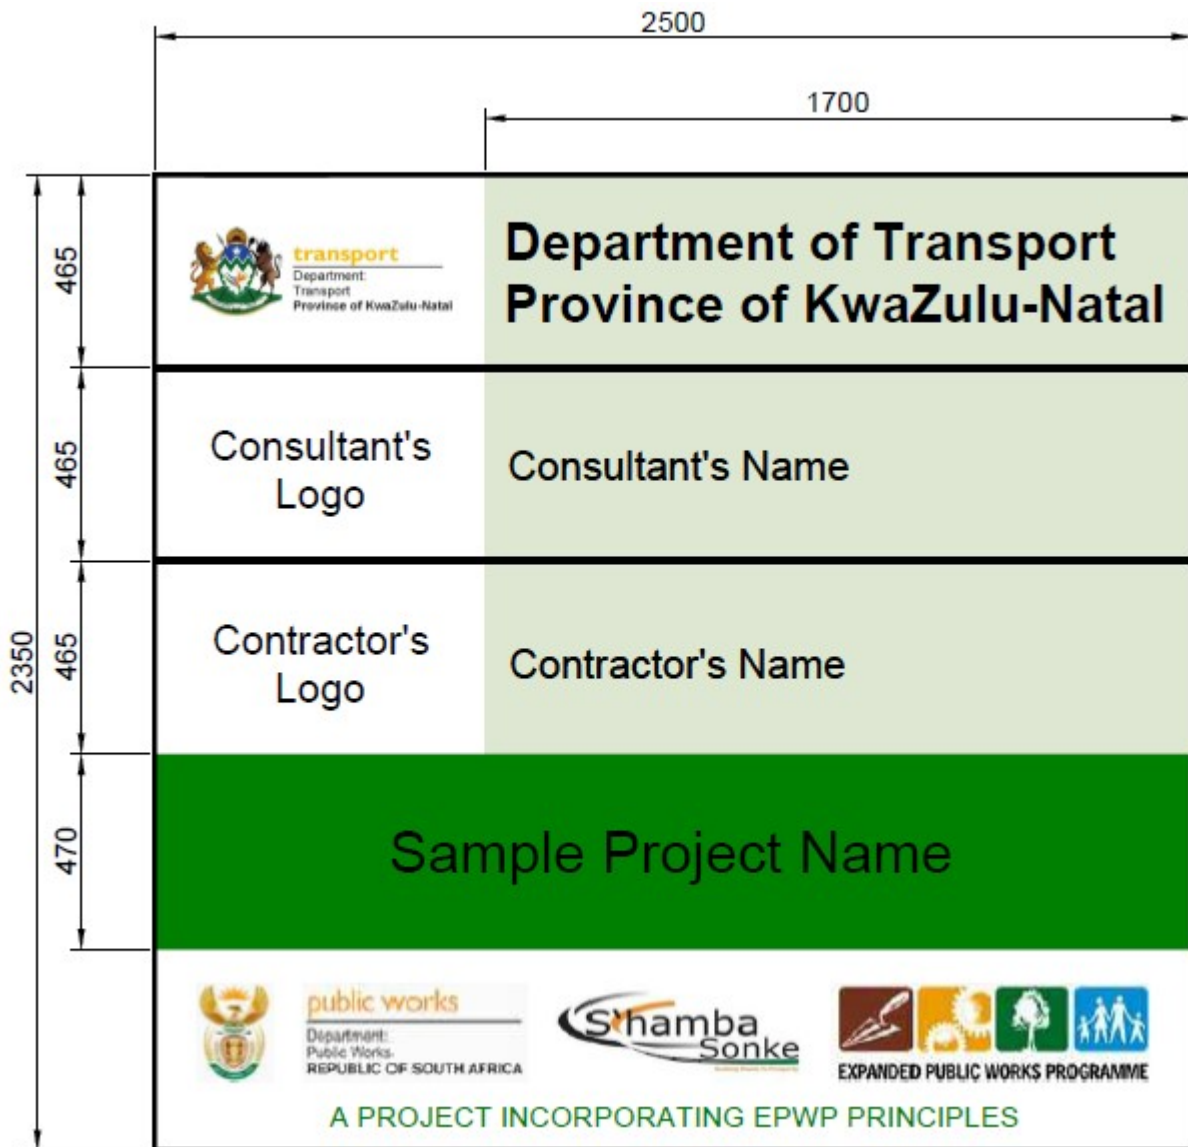 2500
1700
465
transport
Department:
Transport
Province of KwaZulu-Natal
Department of Transport
Province of KwaZulu-Natal
465
Consultant's
Logo
Consultant's Name
2350
465
Contractor's
Logo
Contractor's Name
470
Sample Project Name
public works
Department:
Public Works
REPUBLIC OF SOUTH AFRICA
S'hamba
Sonke
EXPANDED PUBLIC WORKS PROGRAMME
A PROJECT INCORPORATING EPWP PRINCIPLES